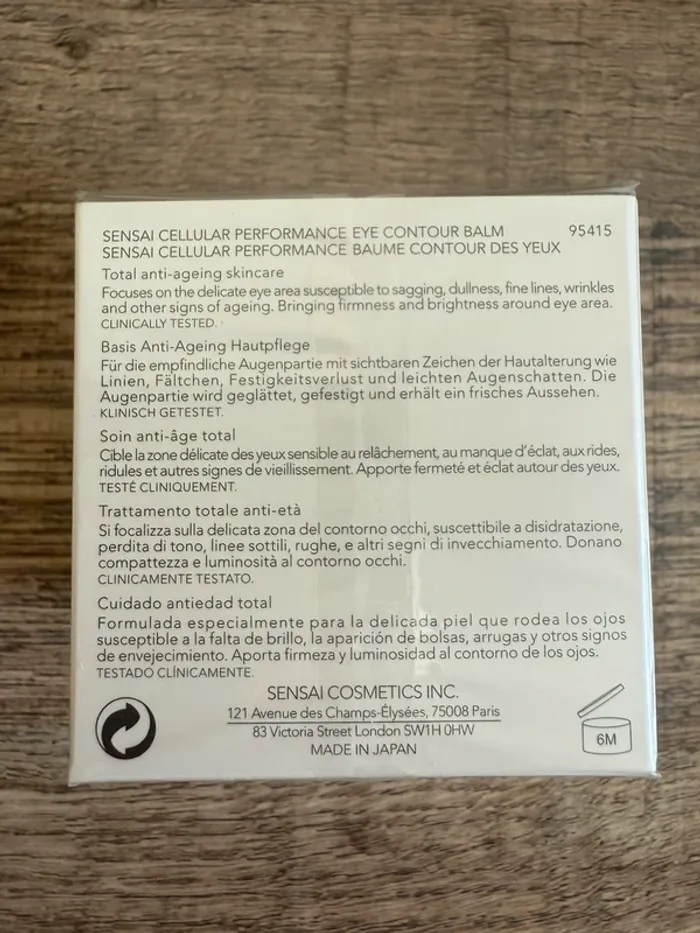 SENSAI CELLULAR PERFORMANCE EYE CONTOUR BALM 95415
SENSAI CELLULAR PERFORMANCE BAUME CONTOUR DES YEUX
Total anti-ageing skincare
Focuses on the delicate eye area susceptible to sagging, dullness, fine lines, wrinkles
and other signs of ageing. Bringing firmness and brightness around eye area.
CLINICALLY TESTED.
Basis Anti-Ageing Hautpflege
Für die empfindliche Augenpartie mit sichtbaren Zeichen der Hautalterung wie
Linien, Fältchen, Festigkeitsverlust und leichten Augenschatten. Die
Augenpartie wird geglättet, gefestigt und erhält ein frisches Aussehen.
KLINISCH GETESTET.
Soin anti-âge total
Cible la zone délicate des yeux sensible au relâchement, au manque d'éclat, aux rides,
ridules et autres signes de vieillissement. Apporte fermeté et éclat autour des yeux.
TESTÉ CLINIQUEMENT.
Trattamento totale anti-età
Si focalizza sulla delicata zona del contorno occhi, suscettibile a disidratazione,
perdita di tono, linee sottili, rughe, e altri segni di invecchiamento. Donano
compattezza e luminosità al contorno occhi.
CLINICAMENTE TESTATO.
Cuidado antiedad total
Formulada especialmente para la delicada piel que rodea los ojos
susceptible a la falta de brillo, la aparición de bolsas, arrugas y otros signos
de envejecimiento. Aporta firmeza y luminosidad al contorno de los ojos.
TESTADO CLÍNICAMENTE.
SENSAI COSMETICS INC.
121 Avenue des Champs-Élysées, 75008 Paris
83 Victoria Street London SW1H 0HW
MADE IN JAPAN
6M